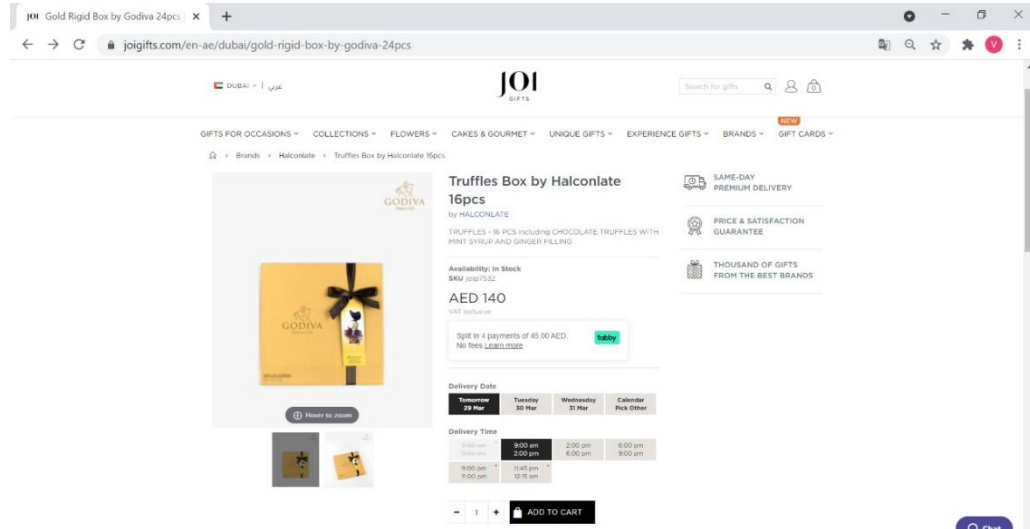 JOI Gold Rigid Box by Godiva 24pcs |
joigifts.com/en-ae/dubai/gold-rigid-box-by-godiva-24pcs
V
DUBAI | عربي
JOI
GIFTS
Search for gifts
0
NEW
GIFTS FOR OCCASIONS COLLECTIONS FLOWERS CAKES & GOURMET UNIQUE GIFTS EXPERIENCE GIFTS BRANDS GIFT CARDS
Brands › Halconlate › Truffles Box by Halconlate 16pcs
GODIVA
GODIVA
Hover to zoom
Truffles Box by Halconlate
16pcs
by HALCONLATE
TRUFFLES - 16 PCS including CHOCOLATE TRUFFLES WITH
MINT SYRUP AND GINGER FILLING
Availability: In Stock
SKU joip7532
AED 140
VAT inclusive
Split in 4 payments of 45.00 AED.
No fees Learn more
tabby
Delivery Date
Tomorrow
29 Mar
Tuesday
30 Mar
Wednesday
31 Mar
Calendar
Pick Other
Delivery Time
9:00 am
2:00 pm
2:00 pm
6:00 pm
6:00 pm
9:00 pm
9:00 pm *
11:00 pm
11:45 pm *
12:15 am
- 1 +
ADD TO CART
SAME-DAY
PREMIUM DELIVERY
PRICE & SATISFACTION
GUARANTEE
THOUSAND OF GIFTS
FROM THE BEST BRANDS
Chat